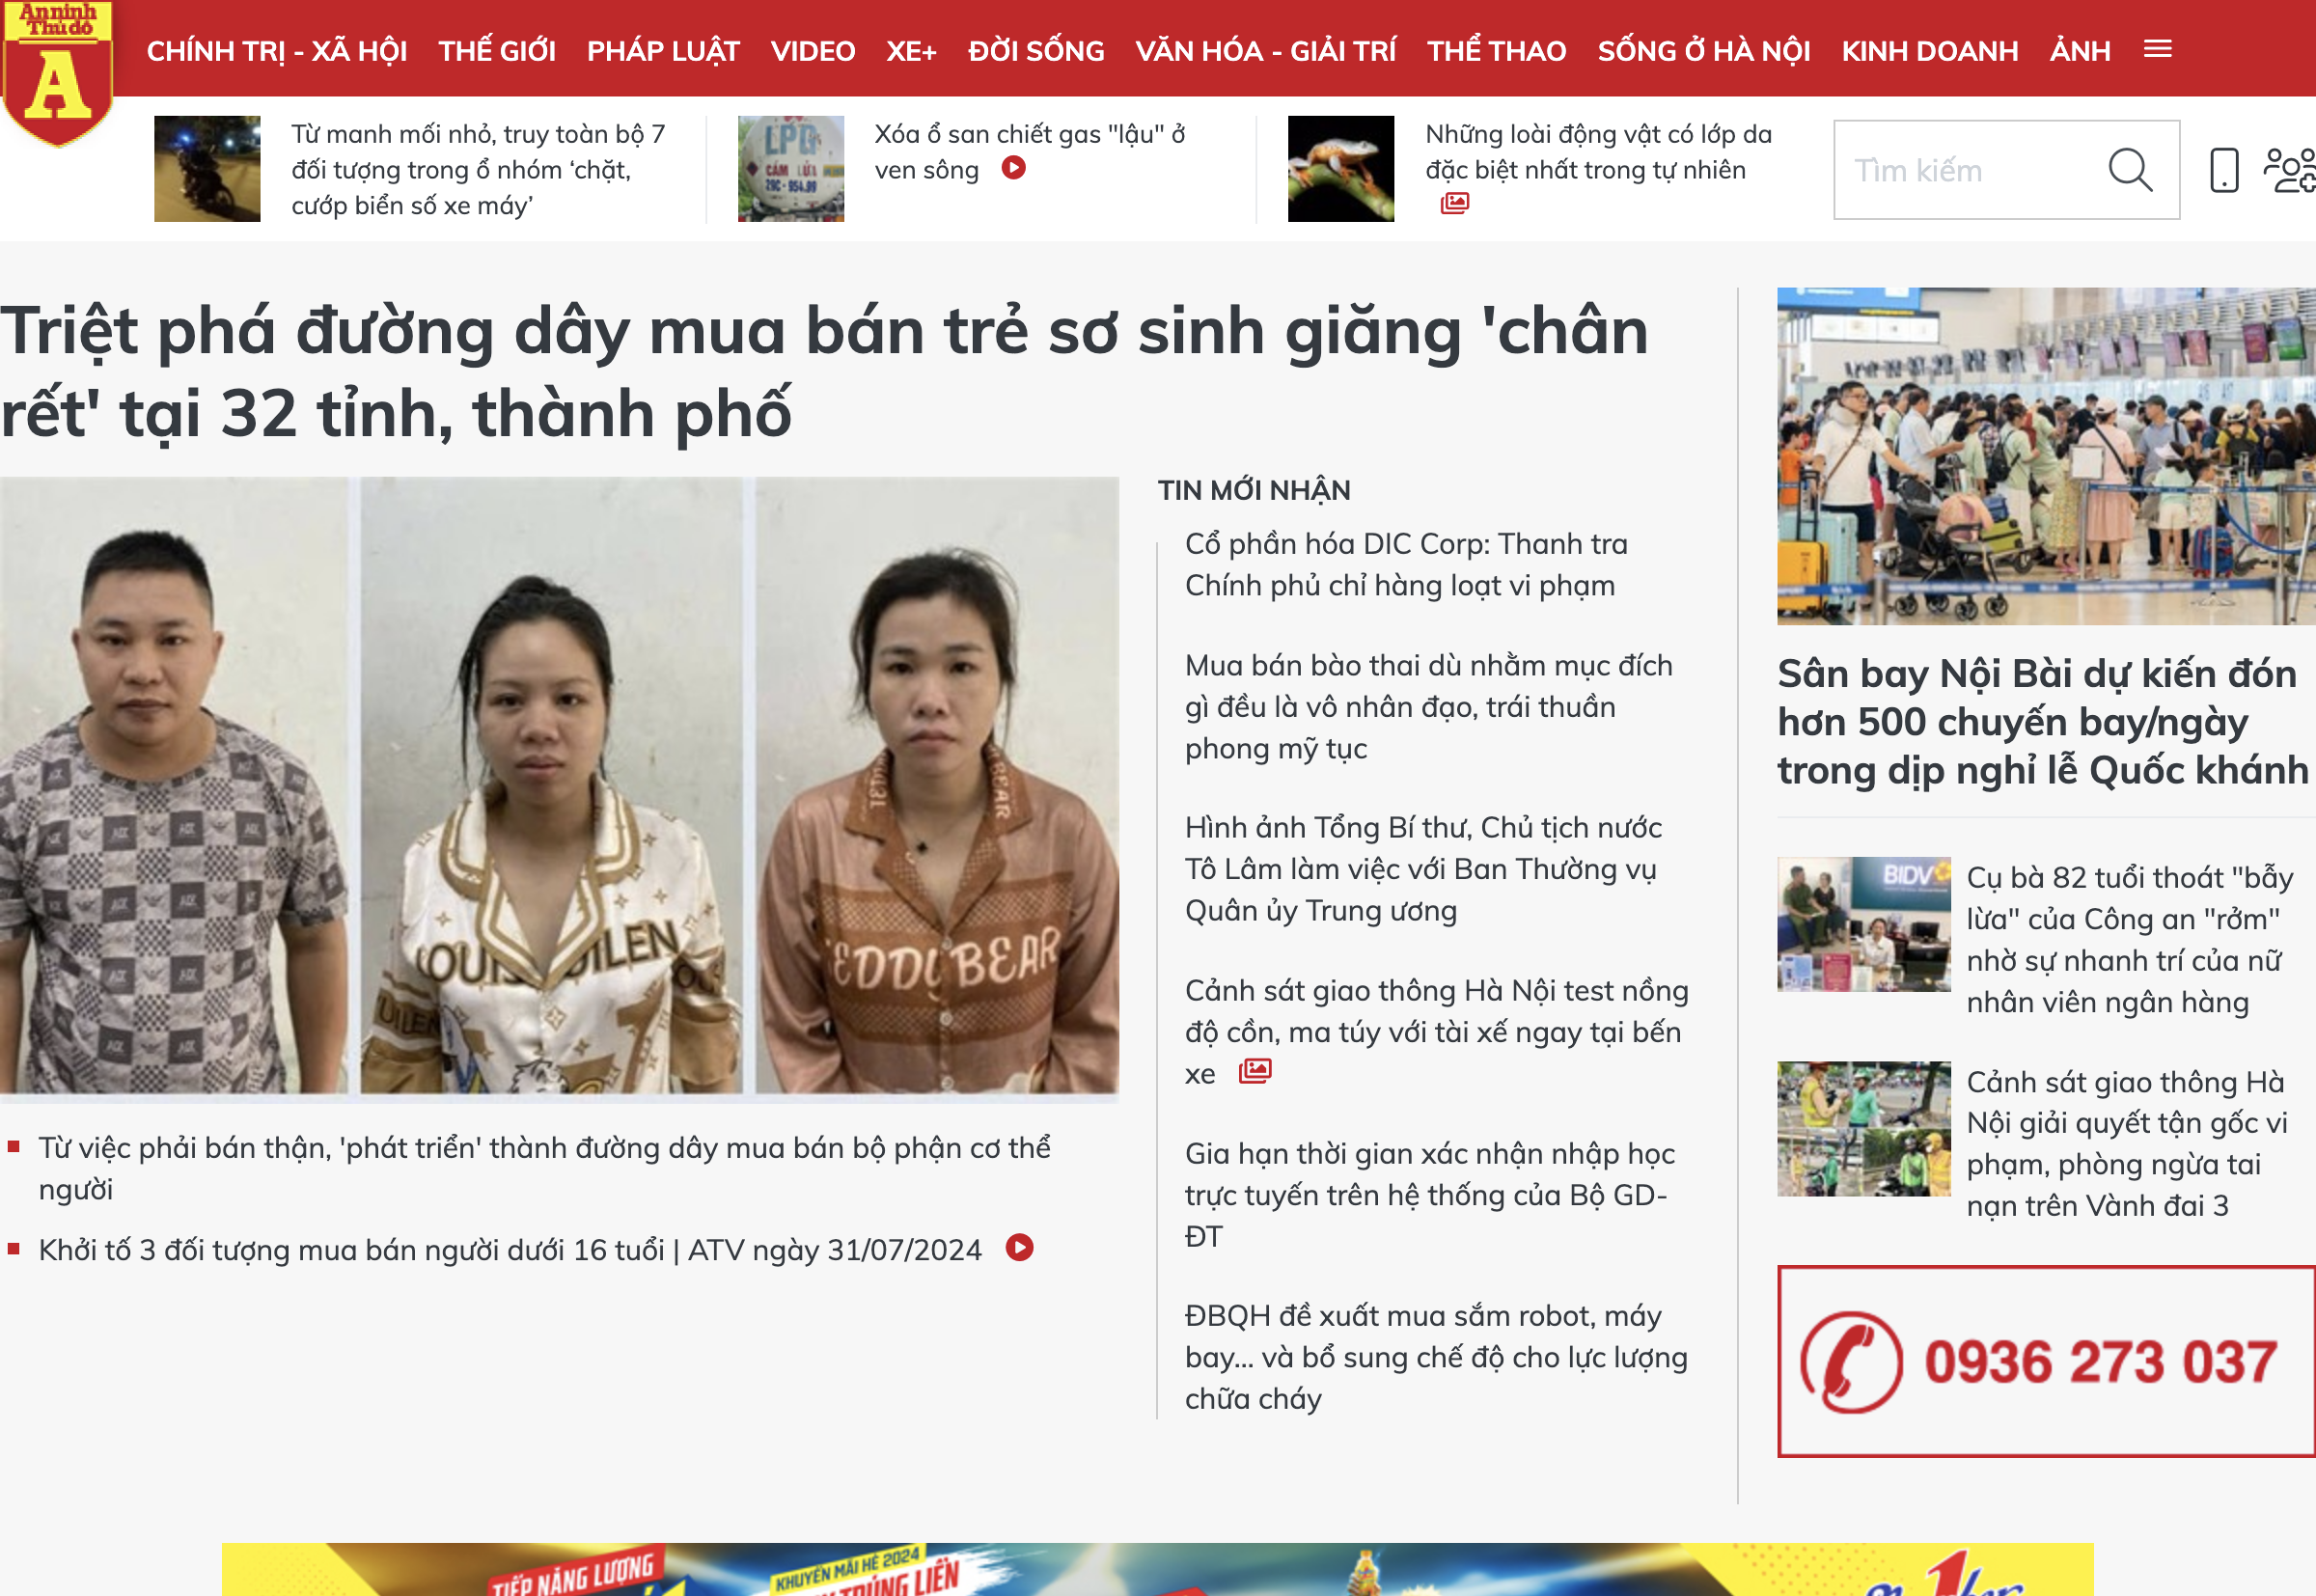 An ninh
Thủ đô
A
CHÍNH TRỊ - XÃ HỘI THẾ GIỚI PHÁP LUẬT VIDEO XE+ ĐỜI SỐNG VĂN HÓA - GIẢI TRÍ THỂ THAO SỐNG Ở HÀ NỘI KINH DOANH ẢNH
Từ manh mối nhỏ, truy toàn bộ 7
đối tượng trong ổ nhóm ‘chặt,
cướp biển số xe máy’
LPG
CẤM LỬA
29C-954.99
Xóa ổ san chiết gas "lậu" ở
ven sông
Những loài động vật có lớp da
đặc biệt nhất trong tự nhiên
Tìm kiếm
Triệt phá đường dây mua bán trẻ sơ sinh giăng 'chân
rết' tại 32 tỉnh, thành phố
TEDDY BEAR
Từ việc phải bán thận, 'phát triển' thành đường dây mua bán bộ phận cơ thể
người
Khởi tố 3 đối tượng mua bán người dưới 16 tuổi | ATV ngày 31/07/2024
TIN MỚI NHẬN
Cổ phần hóa DIC Corp: Thanh tra
Chính phủ chỉ hàng loạt vi phạm
Mua bán bào thai dù nhằm mục đích
gì đều là vô nhân đạo, trái thuần
phong mỹ tục
Hình ảnh Tổng Bí thư, Chủ tịch nước
Tô Lâm làm việc với Ban Thường vụ
Quân ủy Trung ương
Cảnh sát giao thông Hà Nội test nồng
độ cồn, ma túy với tài xế ngay tại bến
xe
Gia hạn thời gian xác nhận nhập học
trực tuyến trên hệ thống của Bộ GD-
ĐT
ĐBQH đề xuất mua sắm robot, máy
bay... và bổ sung chế độ cho lực lượng
chữa cháy
Sân bay Nội Bài dự kiến đón
hơn 500 chuyến bay/ngày
trong dịp nghỉ lễ Quốc khánh
BIDV
Cụ bà 82 tuổi thoát "bẫy
lừa" của Công an "rởm"
nhờ sự nhanh trí của nữ
nhân viên ngân hàng
Cảnh sát giao thông Hà
Nội giải quyết tận gốc vi
phạm, phòng ngừa tai
nạn trên Vành đai 3
0936 273 037
TIẾP NĂNG LƯỢNG
KHUYẾN MÃI HÈ 2024
TRÚNG LIỀN